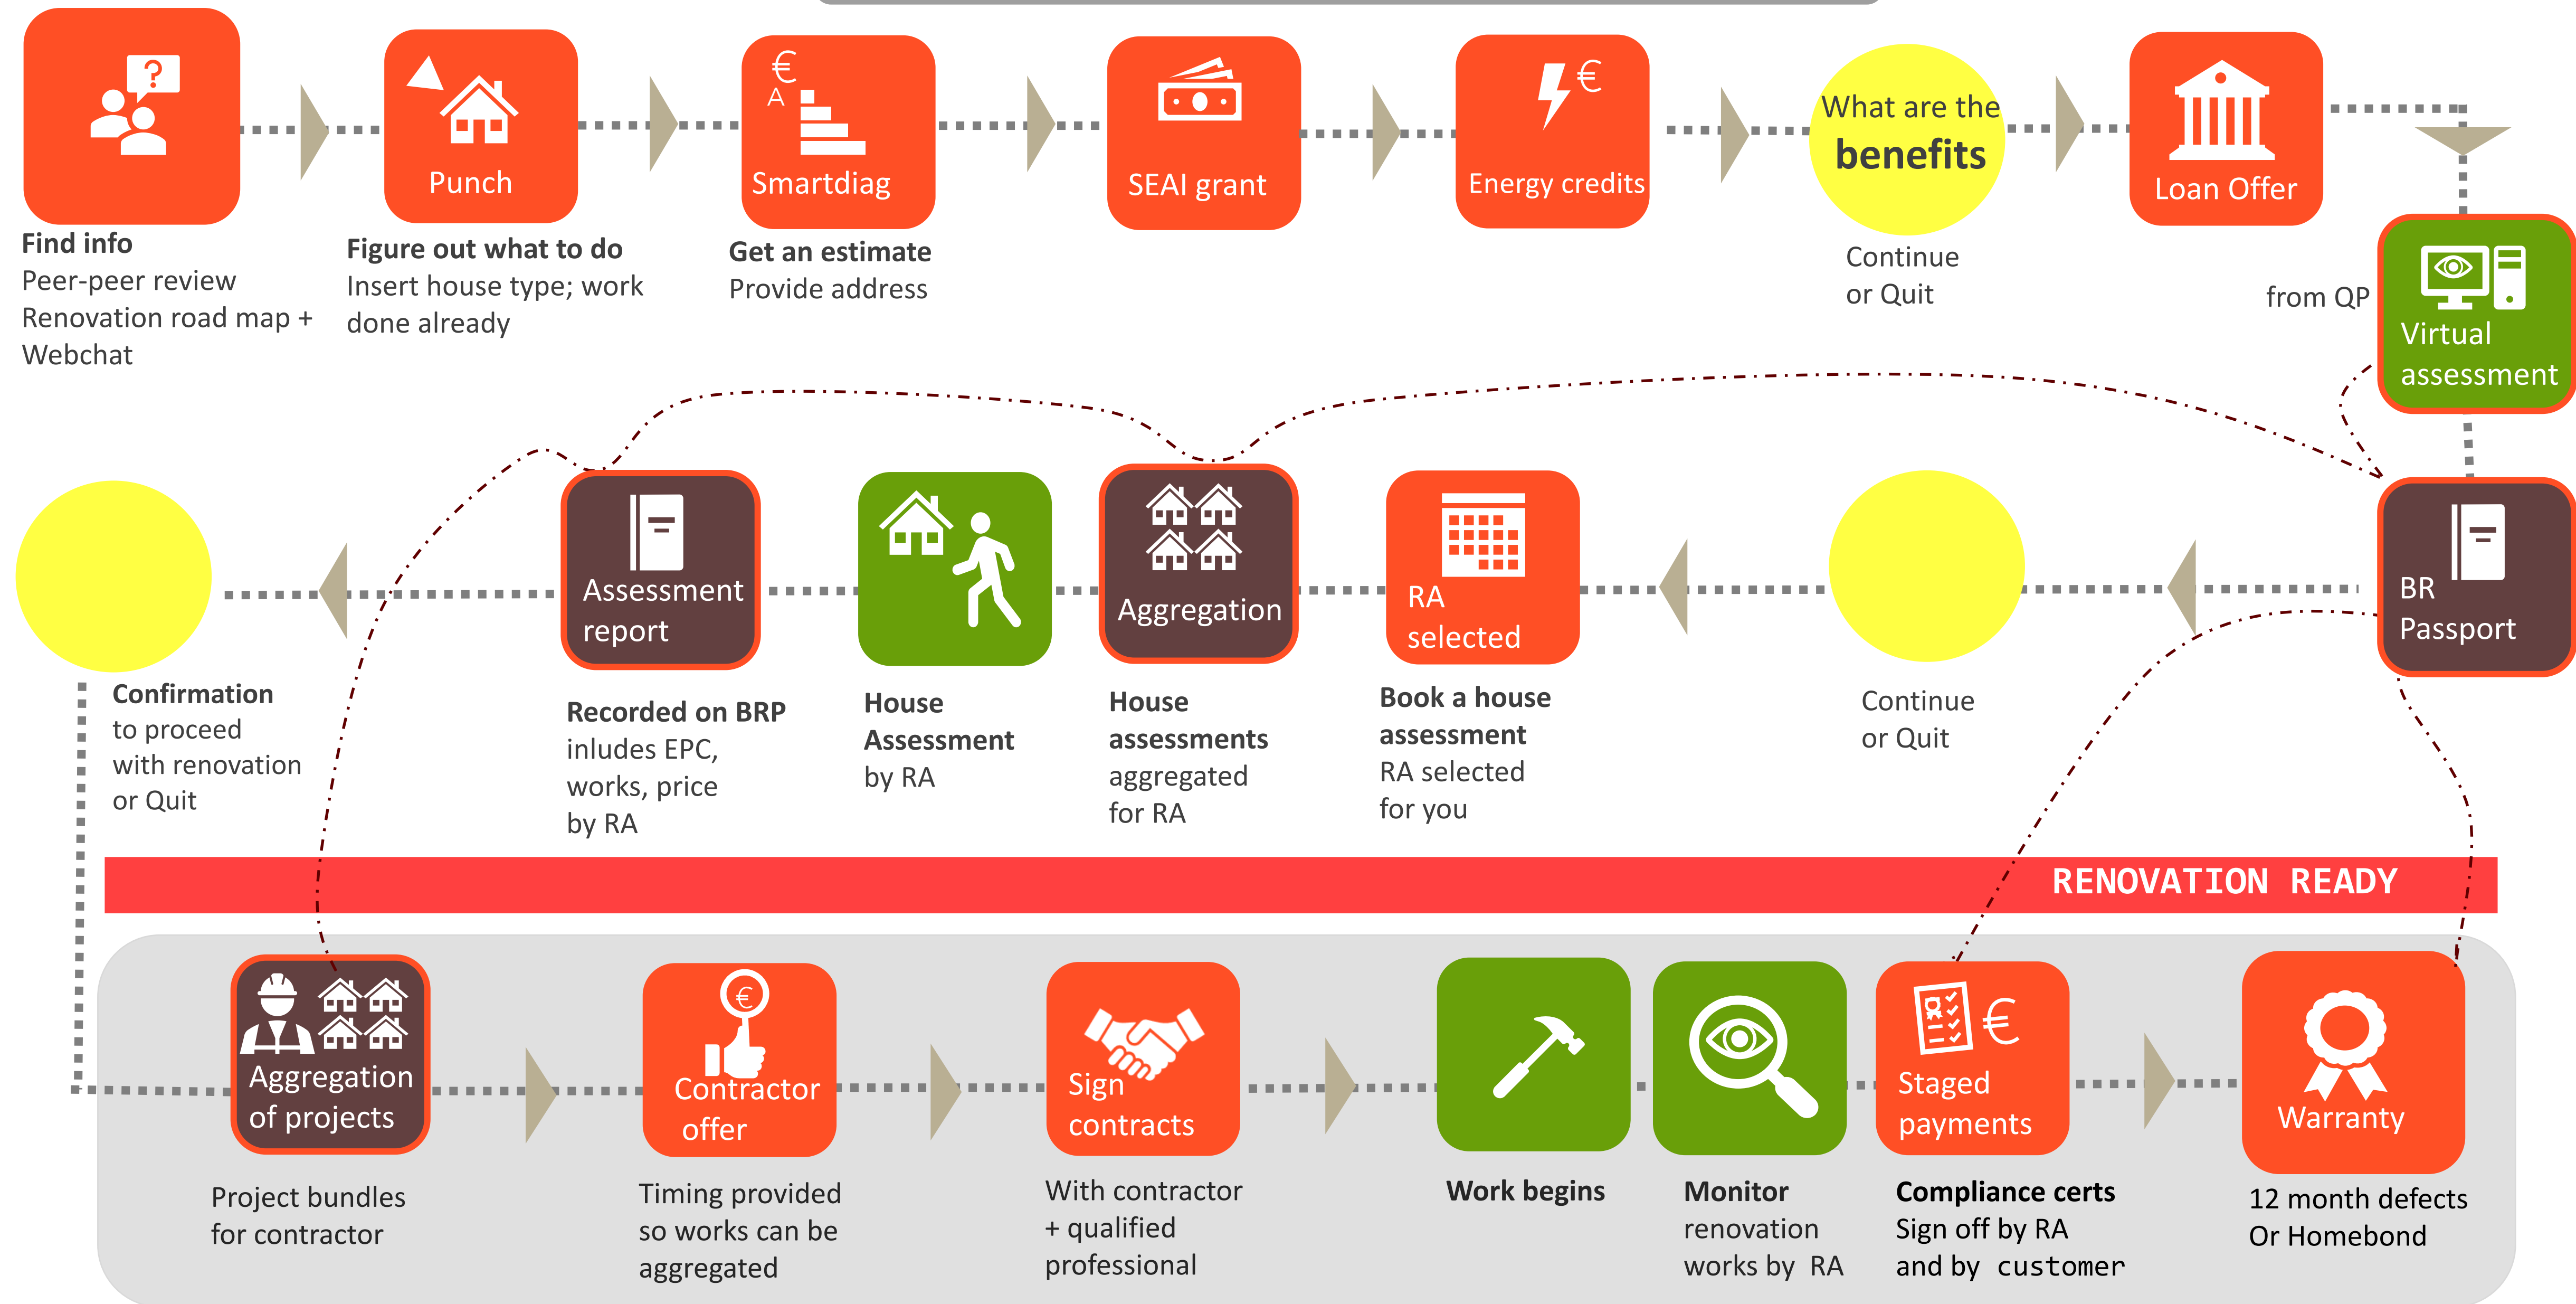 ?
Punch
€
A
Smartdiag
SEAI grant
€
Energy credits
What are the
benefits
Loan Offer
Find info
Peer-peer review
Renovation road map +
Webchat
Figure out what to do
Insert house type; work
done already
Get an estimate
Provide address
Continue
or Quit
from QP
Virtual
assessment
BR
Passport
Continue
or Quit
RA
selected
Book a house
assessment
RA selected
for you
Aggregation
House
assessments
aggregated
for RA
House
Assessment
by RA
Assessment
report
Recorded on BRP
inludes EPC,
works, price
by RA
Confirmation
to proceed
with renovation
or Quit
RENOVATION READY
Aggregation
of projects
Project bundles
for contractor
€
Contractor
offer
Timing provided
so works can be
aggregated
Sign
contracts
With contractor
+ qualified
professional
Work begins
Monitor
renovation
works by RA
€
Staged
payments
Compliance certs
Sign off by RA
and by customer
Warranty
12 month defects
Or Homebond